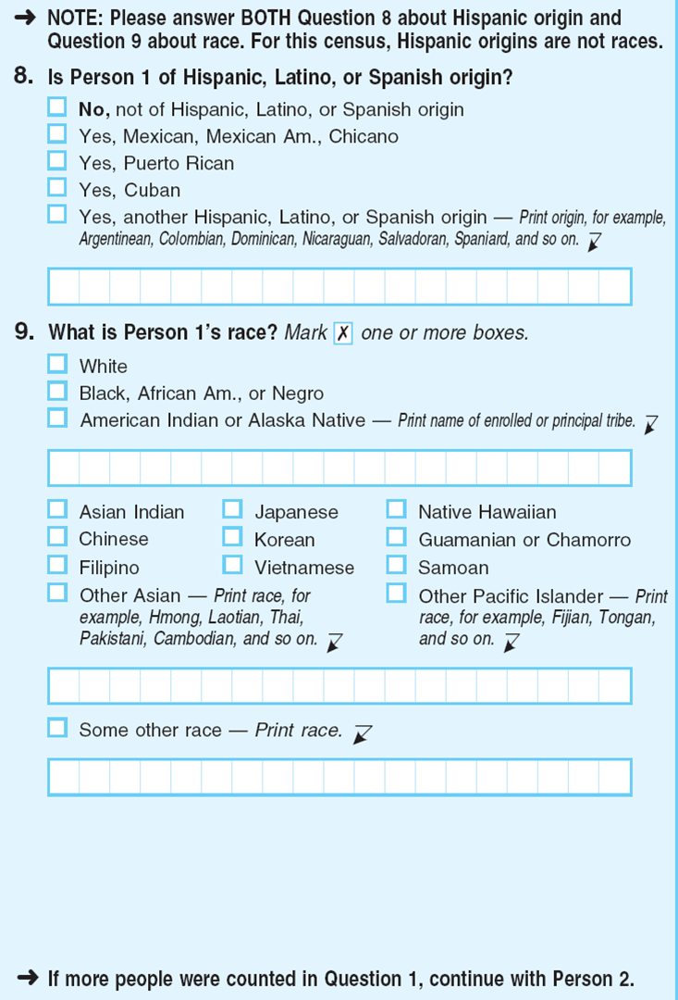 → NOTE: Please answer BOTH Question 8 about Hispanic origin and
Question 9 about race. For this census, Hispanic origins are not races.
8. Is Person 1 of Hispanic, Latino, or Spanish origin?
No, not of Hispanic, Latino, or Spanish origin
Yes, Mexican, Mexican Am., Chicano
Yes, Puerto Rican
Yes, Cuban
Yes, another Hispanic, Latino, or Spanish origin — Print origin, for example,
Argentinean, Colombian, Dominican, Nicaraguan, Salvadoran, Spaniard, and so on.
9. What is Person 1's race? Mark ✗ one or more boxes.
White
Black, African Am., or Negro
American Indian or Alaska Native — Print name of enrolled or principal tribe.
Asian Indian
Chinese
Filipino
Other Asian — Print race, for
example, Hmong, Laotian, Thai,
Pakistani, Cambodian, and so on.
Japanese
Korean
Vietnamese
Native Hawaiian
Guamanian or Chamorro
Samoan
Other Pacific Islander — Print
race, for example, Fijian, Tongan,
and so on.
Some other race — Print race.
→ If more people were counted in Question 1, continue with Person 2.